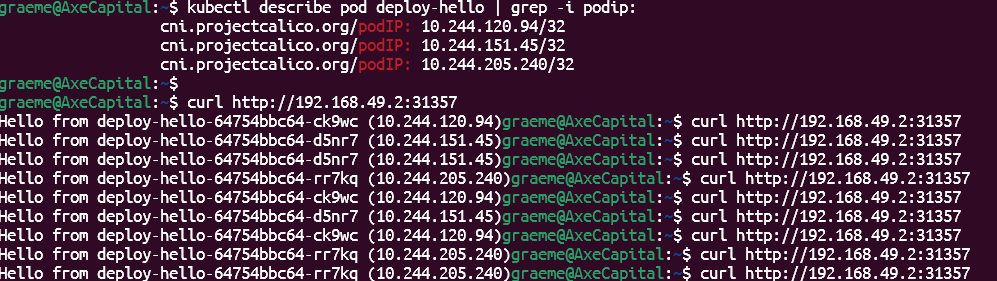 graeme@AxeCapital:~$ kubectl describe pod deploy-hello | grep -i podip:
cni.projectcalico.org/podIP: 10.244.120.94/32
cni.projectcalico.org/podIP: 10.244.151.45/32
cni.projectcalico.org/podIP: 10.244.205.240/32
graeme@AxeCapital:~$
graeme@AxeCapital:~$ curl http://192.168.49.2:31357
Hello from deploy-hello-64754bbc64-ck9wc (10.244.120.94)graeme@AxeCapital:~$ curl http://192.168.49.2:31357
Hello from deploy-hello-64754bbc64-d5nr7 (10.244.151.45)graeme@AxeCapital:~$ curl http://192.168.49.2:31357
Hello from deploy-hello-64754bbc64-d5nr7 (10.244.151.45)graeme@AxeCapital:~$ curl http://192.168.49.2:31357
Hello from deploy-hello-64754bbc64-rr7kq (10.244.205.240)graeme@AxeCapital:~$ curl http://192.168.49.2:31357
Hello from deploy-hello-64754bbc64-ck9wc (10.244.120.94)graeme@AxeCapital:~$ curl http://192.168.49.2:31357
Hello from deploy-hello-64754bbc64-d5nr7 (10.244.151.45)graeme@AxeCapital:~$ curl http://192.168.49.2:31357
Hello from deploy-hello-64754bbc64-ck9wc (10.244.120.94)graeme@AxeCapital:~$ curl http://192.168.49.2:31357
Hello from deploy-hello-64754bbc64-rr7kq (10.244.205.240)graeme@AxeCapital:~$ curl http://192.168.49.2:31357
Hello from deploy-hello-64754bbc64-rr7kq (10.244.205.240)graeme@AxeCapital:~$ curl http://192.168.49.2:31357